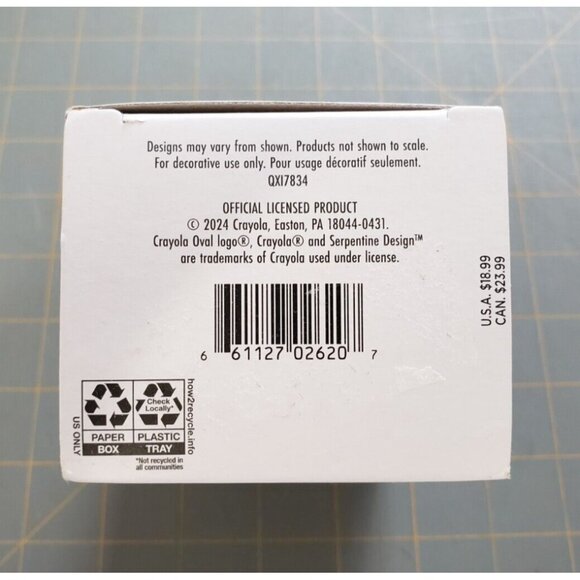 Designs may vary from shown. Products not shown to scale.
For decorative use only. Pour usage décoratif seulement.
QXI7834
OFFICIAL LICENSED PRODUCT
© 2024 Crayola, Easton, PA 18044-0431.
Crayola Oval logo®, Crayola® and Serpentine Design™
are trademarks of Crayola used under license.
U.S.A. $18.99
CAN. $23.99
6 61127 02620 7
US ONLY
Check
Locally*
PAPER
BOX
PLASTIC
TRAY
*Not recycled in
all communities
how2recycle.info